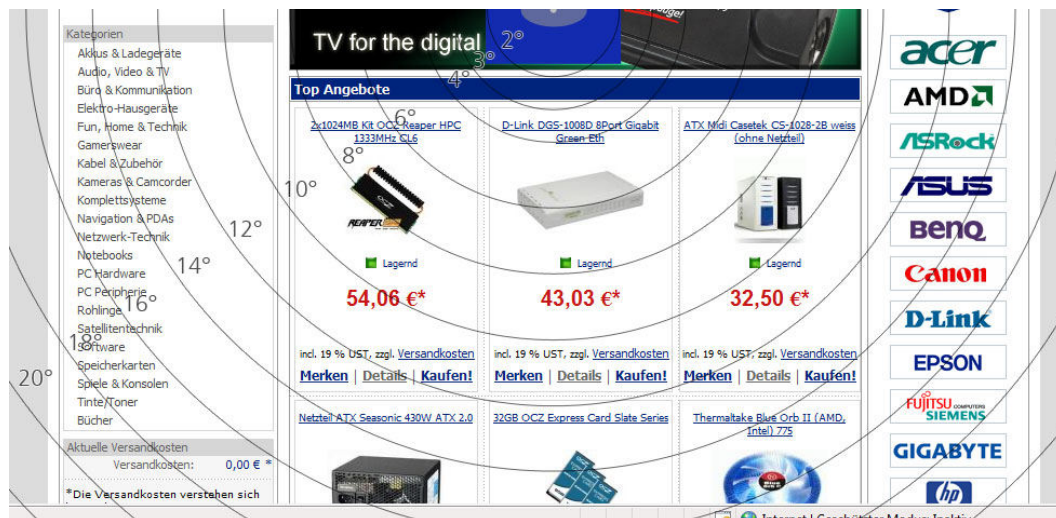 TV for the digital
gouge!
2°
3°
4°
6°
8°
10°
12°
14°
16°
18°
20°
Kategorien
Akkus & Ladegeräte
Audio, Video & TV
Büro & Kommunikation
Elektro-Hausgeräte
Fun, Home & Technik
Gamerswear
Kabel & Zubehör
Kameras & Camcorder
Komplettsysteme
Navigation & PDAs
Netzwerk-Technik
Notebooks
PC Hardware
PC Peripherie
Rohlinge
Satellitentechnik
Software
Speicherkarten
Spiele & Konsolen
Tinte/Toner
Bücher
Aktuelle Versandkosten
Versandkosten: 0,00 € *
*Die Versandkosten verstehen sich
Top Angebote
2x1024MB Kit OCZ Reaper HPC
1333MHz CL6
OCZ
REAPER
Lagernd
54,06 €*
incl. 19 % UST, zzgl. Versandkosten
Merken | Details | Kaufen!
D-Link DGS-1008D 8Port Gigabit
Green Eth
Lagernd
43,03 €*
incl. 19 % UST, zzgl. Versandkosten
Merken | Details | Kaufen!
ATX Midi Casetek CS-1028-2B weiss
(ohne Netzteil)
Lagernd
32,50 €*
incl. 19 % UST, zzgl. Versandkosten
Merken | Details | Kaufen!
Netzteil ATX Seasonic 430W ATX 2.0
32GB OCZ Express Card Slate Series
Thermaltake Blue Orb II (AMD,
Intel) 775
acer
AMD
ASRock
ASUS
BenQ
Canon
D-Link
EPSON
FUJITSU COMPUTERS
SIEMENS
GIGABYTE
hp
Internet | Geschützter Modus: Inaktiv